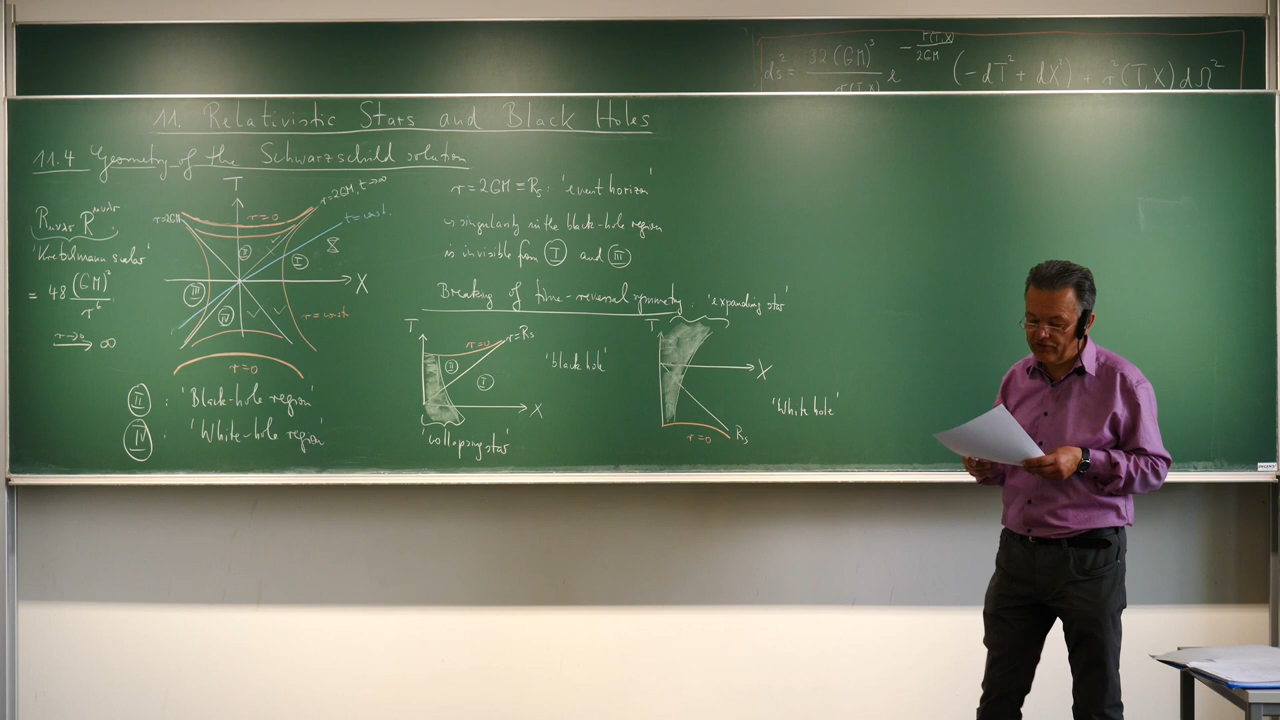 ds² = 32(GM)³ / r(T,X) e^(-r(T,X)/2GM) (-dT² + dX²) + r²(T,X) dΩ²
11. Relativistic Stars and Black Holes
11.4 Geometry of the Schwarzschild solution
R_μνλσ R^μνλσ
'Kretschmann scalar'
= 48 (GM)² / r⁶
r→0 ⟶ ∞
T
r=2GM
r=0
r=2GM, t→∞
t=const.
II
I
X
III
IV
r=const
r=0
II : 'Black-hole region'
IV : 'White-hole region'
r=2GM≡R_s: 'event horizon'
↪ singularity in the black-hole region
is invisible from I and III
Breaking of time-reversal symmetry: 'expanding star'
T
r=0
r=R_s
II
I
X
'black hole'
'collapsing star'
T
X
'White hole'
r=0
R_s